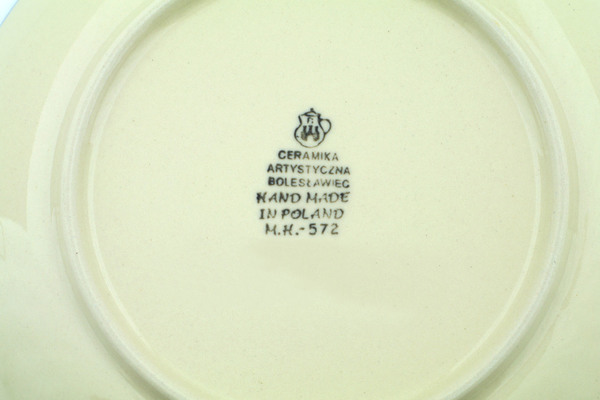 CERAMIKA
ARTYSTYCZNA
BOLESŁAWIEC
HAND MADE
IN POLAND
M.H.-572